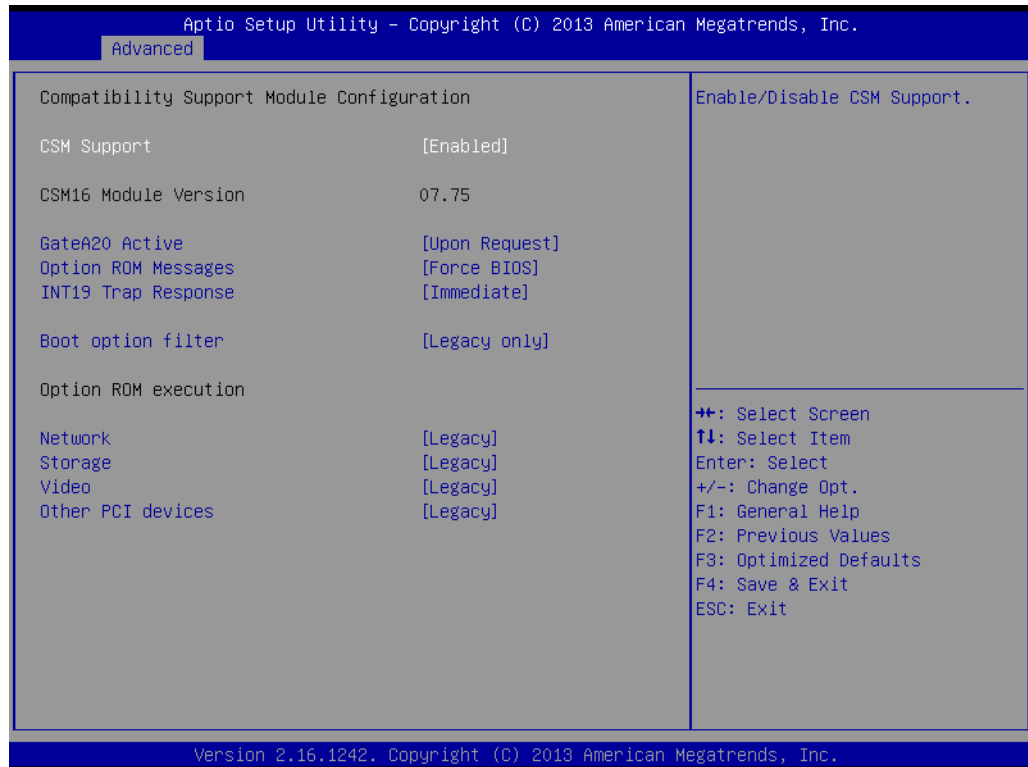 Aptio Setup Utility – Copyright (C) 2013 American Megatrends, Inc.
Advanced
Compatibility Support Module Configuration
CSM Support [Enabled]
CSM16 Module Version 07.75
GateA20 Active [Upon Request]
Option ROM Messages [Force BIOS]
INT19 Trap Response [Immediate]
Boot option filter [Legacy only]
Option ROM execution
Network [Legacy]
Storage [Legacy]
Video [Legacy]
Other PCI devices [Legacy]
Enable/Disable CSM Support.
→←: Select Screen
↑↓: Select Item
Enter: Select
+/-: Change Opt.
F1: General Help
F2: Previous Values
F3: Optimized Defaults
F4: Save & Exit
ESC: Exit
Version 2.16.1242. Copyright (C) 2013 American Megatrends, Inc.